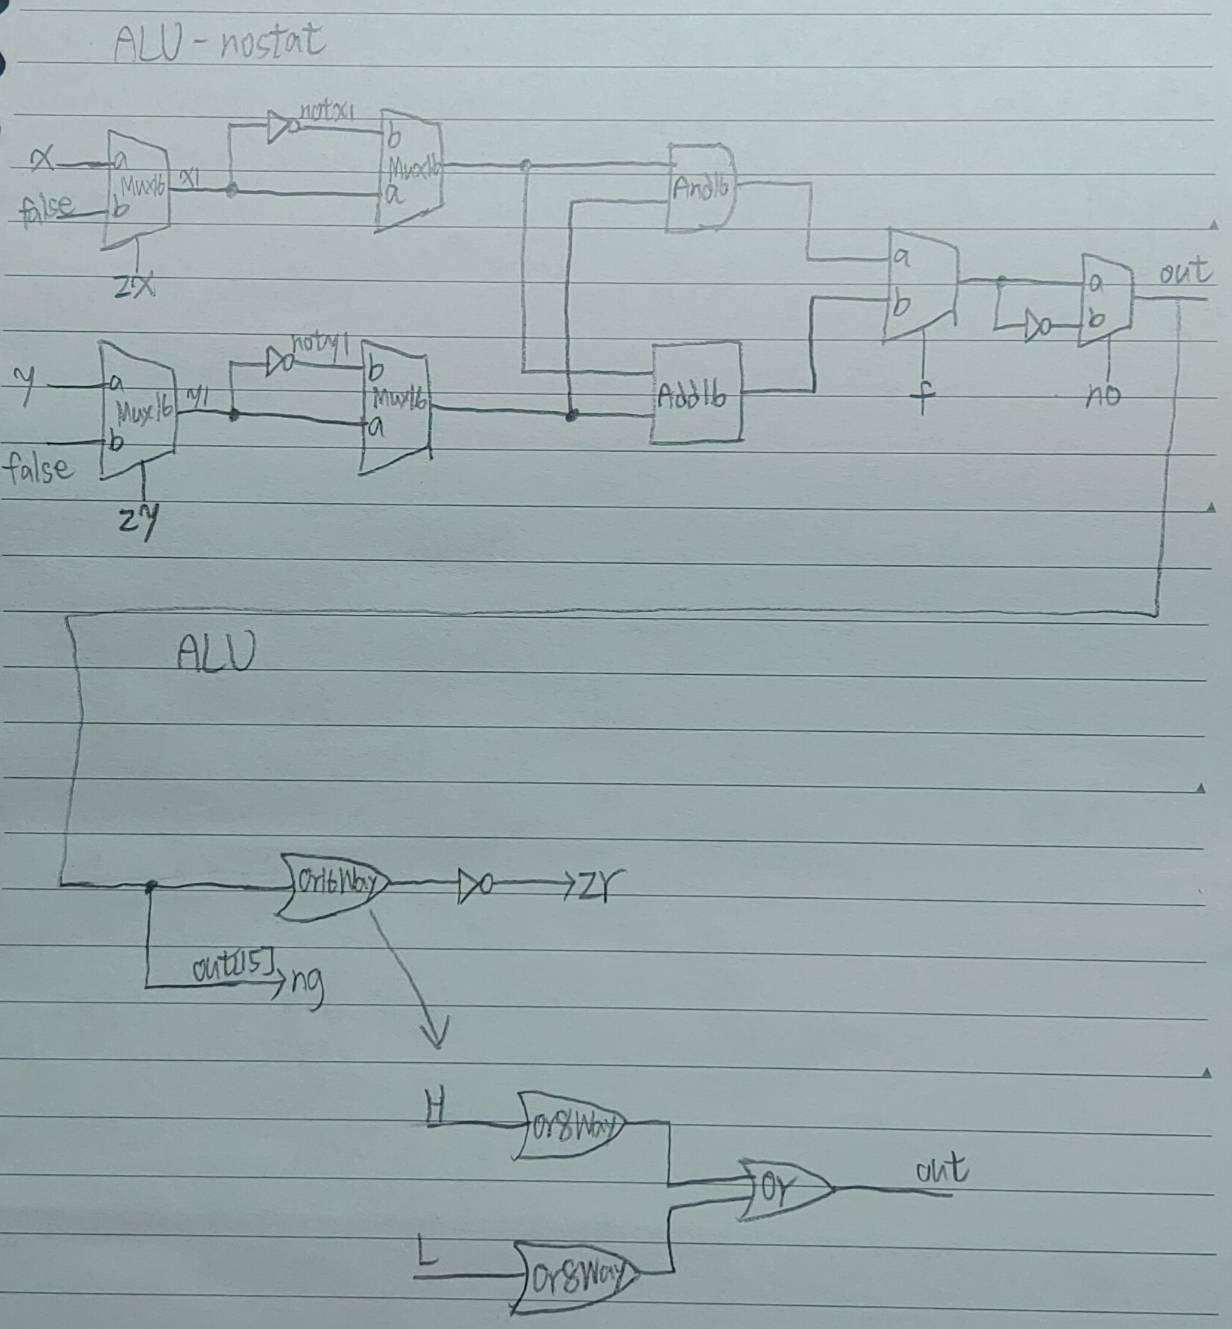 ALU-nostat
notx1
b
x a Mux16 And16
Mux16 x1 a
false b
a out
zx a
b
b
noty1
b
y a Mux16 Add16 f no
Mux16 y1
a
b
false
zy
ALU
Or16Way zr
out[15] ng
H Or8Way
Or out
L Or8Way